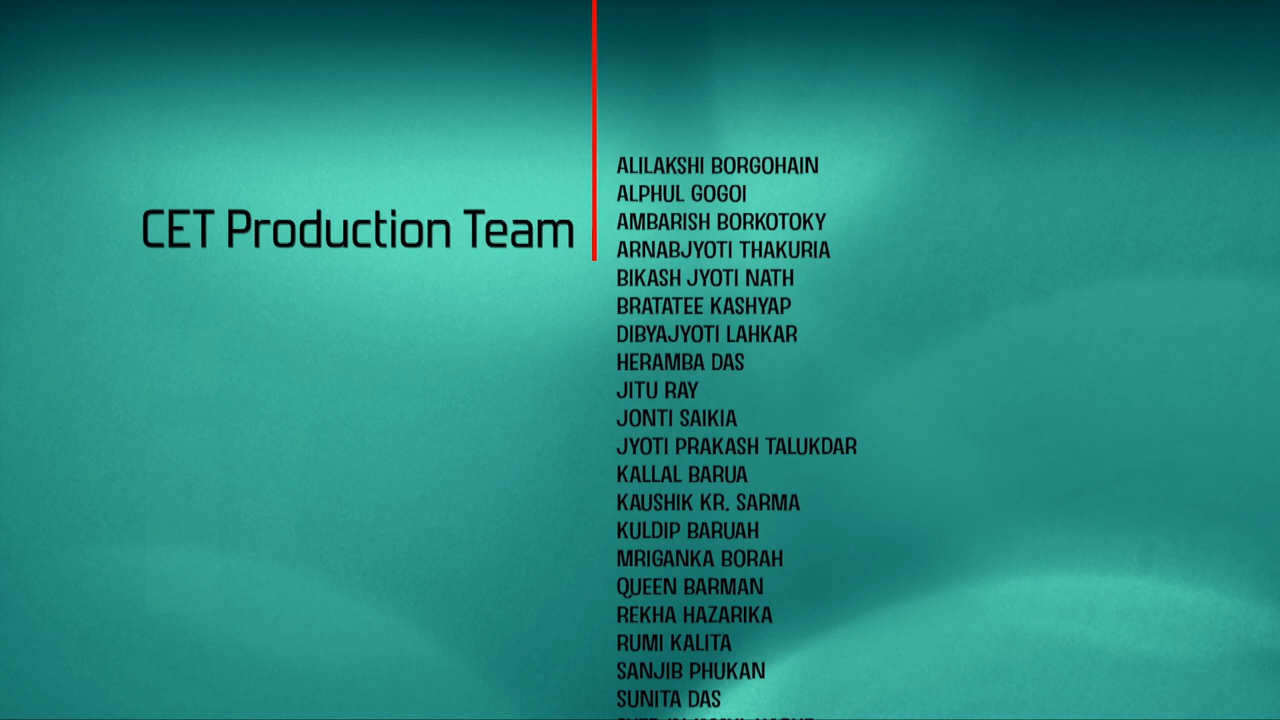 CET Production Team
ALILAKSHI BORGOHAIN
ALPHUL GOGOI
AMBARISH BORKOTOKY
ARNABJYOTI THAKURIA
BIKASH JYOTI NATH
BRATATEE KASHYAP
DIBYAJYOTI LAHKAR
HERAMBA DAS
JITU RAY
JONTI SAIKIA
JYOTI PRAKASH TALUKDAR
KALLAL BARUA
KAUSHIK KR. SARMA
KULDIP BARUAH
MRIGANKA BORAH
QUEEN BARMAN
REKHA HAZARIKA
RUMI KALITA
SANJIB PHUKAN
SUNITA DAS